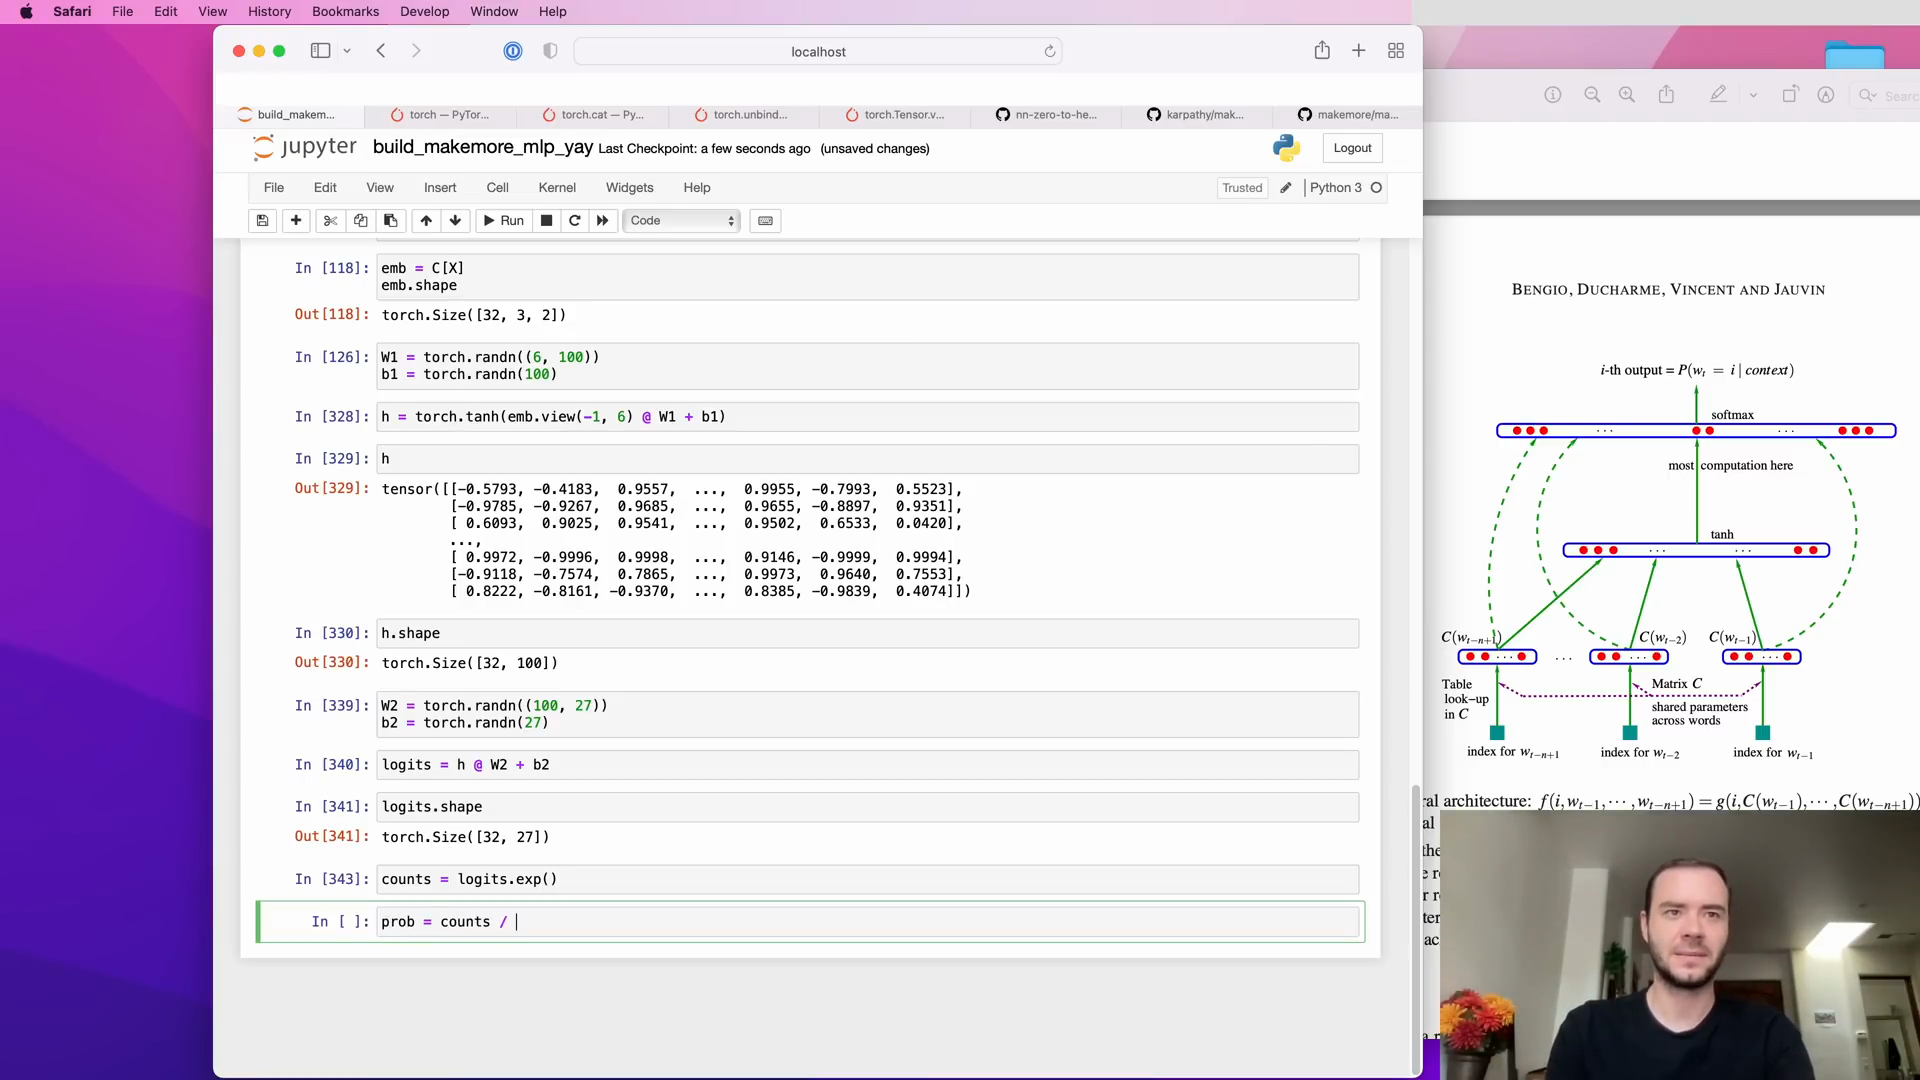 Safari File Edit View History Bookmarks Develop Window Help
localhost
build_makem... torch — PyTor... torch.cat — Py... torch.unbind... torch.Tensor.v... nn-zero-to-he... karpathy/mak... makemore/ma...
Search
jupyter build_makemore_mlp_yay Last Checkpoint: a few seconds ago (unsaved changes) Logout
File Edit View Insert Cell Kernel Widgets Help Trusted Python 3
Run Code
In [118]: emb = C[X]
emb.shape
Out[118]: torch.Size([32, 3, 2])
In [126]: W1 = torch.randn((6, 100))
b1 = torch.randn(100)
In [328]: h = torch.tanh(emb.view(-1, 6) @ W1 + b1)
In [329]: h
Out[329]: tensor([[-0.5793, -0.4183, 0.9557, ..., 0.9955, -0.7993, 0.5523],
[-0.9785, -0.9267, 0.9685, ..., 0.9655, -0.8897, 0.9351],
[ 0.6093, 0.9025, 0.9541, ..., 0.9502, 0.6533, 0.0420],
...,
[ 0.9972, -0.9996, 0.9998, ..., 0.9146, -0.9999, 0.9994],
[-0.9118, -0.7574, 0.7865, ..., 0.9973, 0.9640, 0.7553],
[ 0.8222, -0.8161, -0.9370, ..., 0.8385, -0.9839, 0.4074]])
In [330]: h.shape
Out[330]: torch.Size([32, 100])
In [339]: W2 = torch.randn((100, 27))
b2 = torch.randn(27)
In [340]: logits = h @ W2 + b2
In [341]: logits.shape
Out[341]: torch.Size([32, 27])
In [343]: counts = logits.exp()
In [ ]: prob = counts /
BENGIO, DUCHARME, VINCENT AND JAUVIN
i-th output = P(w_t = i | context)
softmax
... ... ...
most computation here
tanh
... ...
C(w_{t−n+1}) C(w_{t−2}) C(w_{t−1})
... ... ... ...
Table look−up in C
Matrix C
shared parameters
across words
index for w_{t−n+1} index for w_{t−2} index for w_{t−1}
ral architecture: f(i,w_{t−1},⋯,w_{t−n+1}) = g(i,C(w_{t−1}),⋯,C(w_{t−n+1}))
al